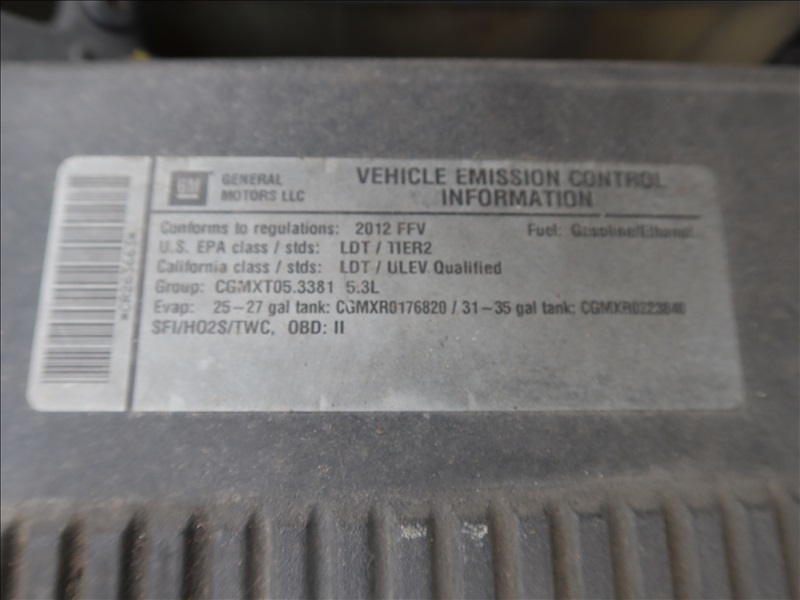 GM
GENERAL
MOTORS LLC
VEHICLE EMISSION CONTROL
INFORMATION
Conforms to regulations: 2012 FFV
Fuel: Gasoline/Ethanol
U.S. EPA class / stds: LDT / T1ER2
California class / stds: LDT / ULEV Qualified
Group: CGMXT05.3381 5.3L
Evap: 25-27 gal tank: CGMXR0176820 / 31-35 gal tank: CGMXR0223840
SFI/HO2S/TWC, OBD: II